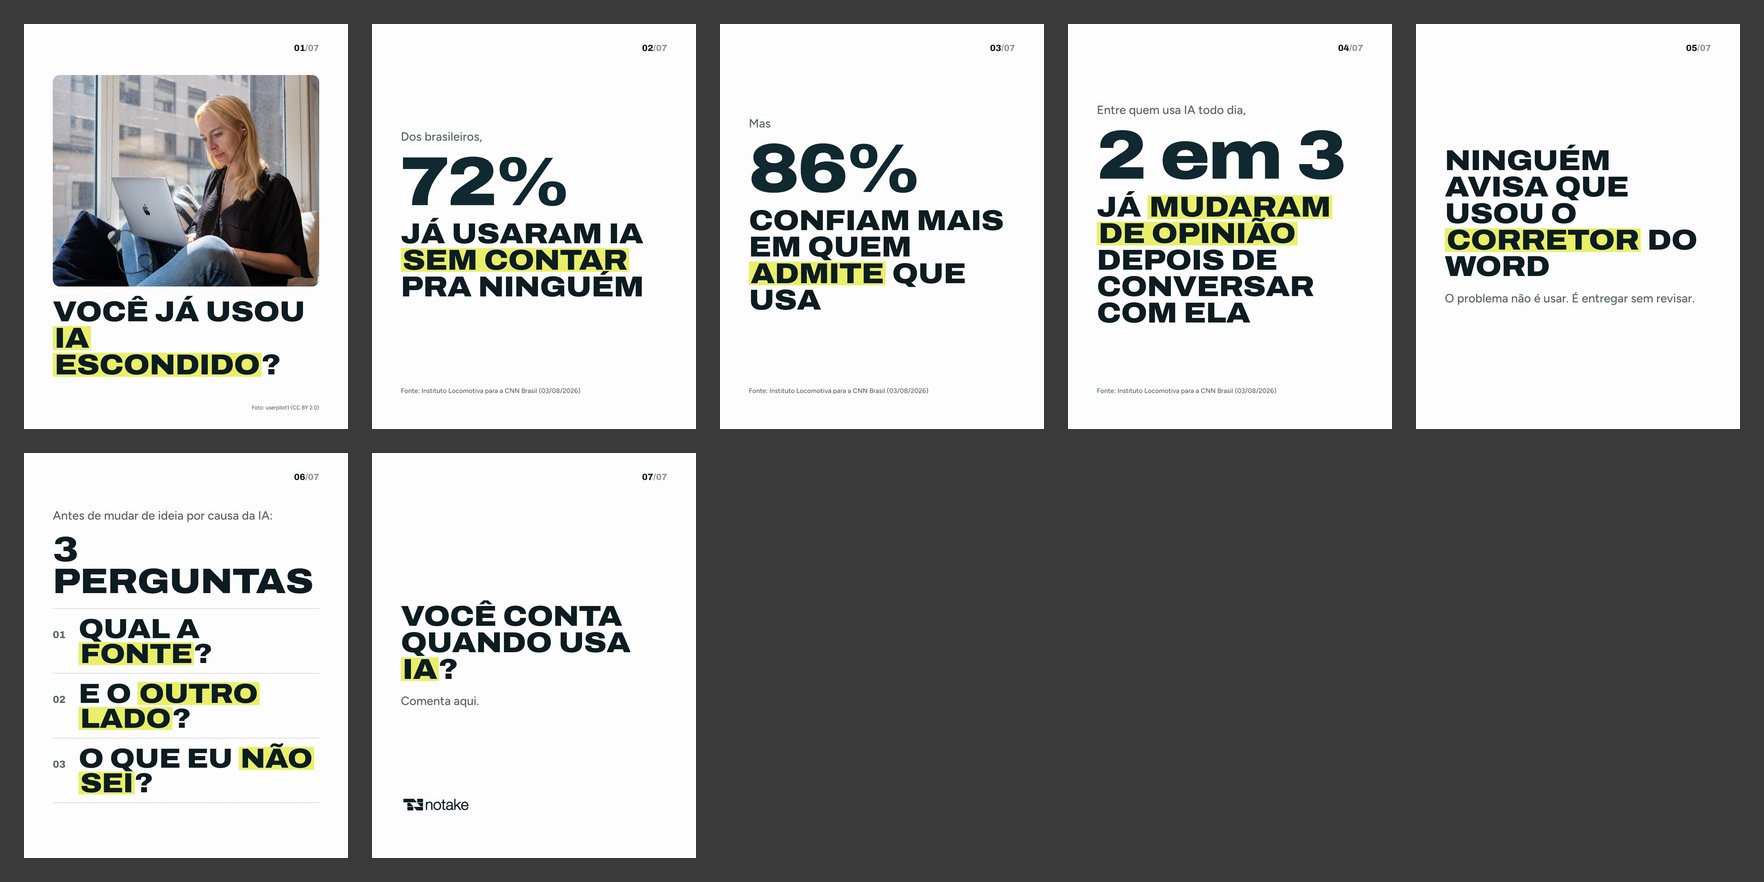 01/07
VOCÊ JÁ USOU
IA
ESCONDIDO?
Foto: userpilot1 (CC BY 2.0)
02/07
Dos brasileiros,
72%
JÁ USARAM IA
SEM CONTAR
PRA NINGUÉM
Fonte: Instituto Locomotiva para a CNN Brasil (03/08/2026)
03/07
Mas
86%
CONFIAM MAIS
EM QUEM
ADMITE QUE
USA
Fonte: Instituto Locomotiva para a CNN Brasil (03/08/2026)
04/07
Entre quem usa IA todo dia,
2 em 3
JÁ MUDARAM
DE OPINIÃO
DEPOIS DE
CONVERSAR
COM ELA
Fonte: Instituto Locomotiva para a CNN Brasil (03/08/2026)
05/07
NINGUÉM
AVISA QUE
USOU O
CORRETOR DO
WORD
O problema não é usar. É entregar sem revisar.
06/07
Antes de mudar de ideia por causa da IA:
3
PERGUNTAS
01 QUAL A
FONTE?
02 E O OUTRO
LADO?
03 O QUE EU NÃO
SEI?
07/07
VOCÊ CONTA
QUANDO USA
IA?
Comenta aqui.
notake